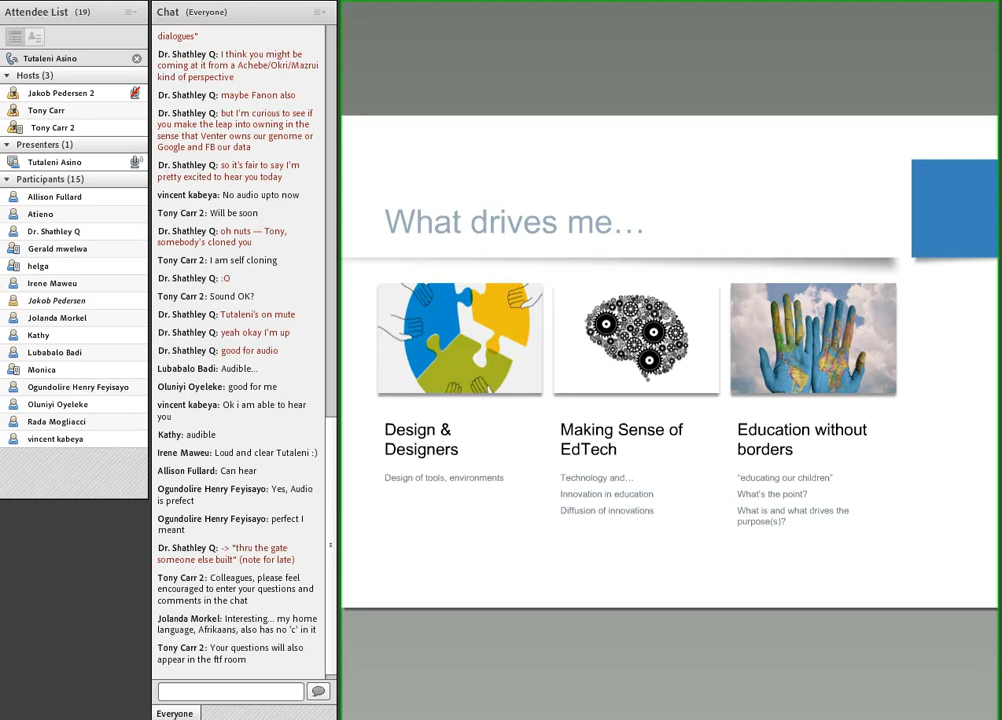 Attendee List (19)
Tutaleni Asino
Hosts (3)
Jakob Pedersen 2
Tony Carr
Tony Carr 2
Presenters (1)
Tutaleni Asino
Participants (15)
Allison Fullard
Atieno
Dr. Shathley Q
Gerald mwelwa
helga
Irene Maweu
Jakob Pedersen
Jolanda Morkel
Kathy
Lubabalo Badi
Monica
Ogundolire Henry Feyisayo
Oluniyi Oyeleke
Rada Mogliacci
vincent kabeya
Chat (Everyone)
dialogues"
Dr. Shathley Q: I think you might be
coming at it from a Achebe/Okri/Mazrui
kind of perspective
Dr. Shathley Q: maybe Fanon also
Dr. Shathley Q: but I'm curious to see if
you make the leap into owning in the
sense that Venter owns our genome or
Google and FB our data
Dr. Shathley Q: so it's fair to say I'm
pretty excited to hear you today
vincent kabeya: No audio upto now
Tony Carr 2: Will be soon
Dr. Shathley Q: oh nuts — Tony,
somebody's cloned you
Tony Carr 2: I am self cloning
Dr. Shathley Q: :O
Tony Carr 2: Sound OK?
Dr. Shathley Q: Tutaleni's on mute
Dr. Shathley Q: yeah okay I'm up
Dr. Shathley Q: good for audio
Lubabalo Badi: Audible...
Oluniyi Oyeleke: good for me
vincent kabeya: Ok i am able to hear
you
Kathy: audible
Irene Maweu: Loud and clear Tutaleni :)
Allison Fullard: Can hear
Ogundolire Henry Feyisayo: Yes, Audio
is prefect
Ogundolire Henry Feyisayo: perfect I
meant
Dr. Shathley Q: -> "thru the gate
someone else built" (note for late)
Tony Carr 2: Colleagues, please feel
encouraged to enter your questions and
comments in the chat
Jolanda Morkel: Interesting... my home
language, Afrikaans, also has no 'c' in it
Tony Carr 2: Your questions will also
appear in the ftf room
Everyone
What drives me…
Design &
Designers
Design of tools, environments
Making Sense of
EdTech
Technology and…
Innovation in education
Diffusion of innovations
Education without
borders
"educating our children"
What's the point?
What is and what drives the
purpose(s)?